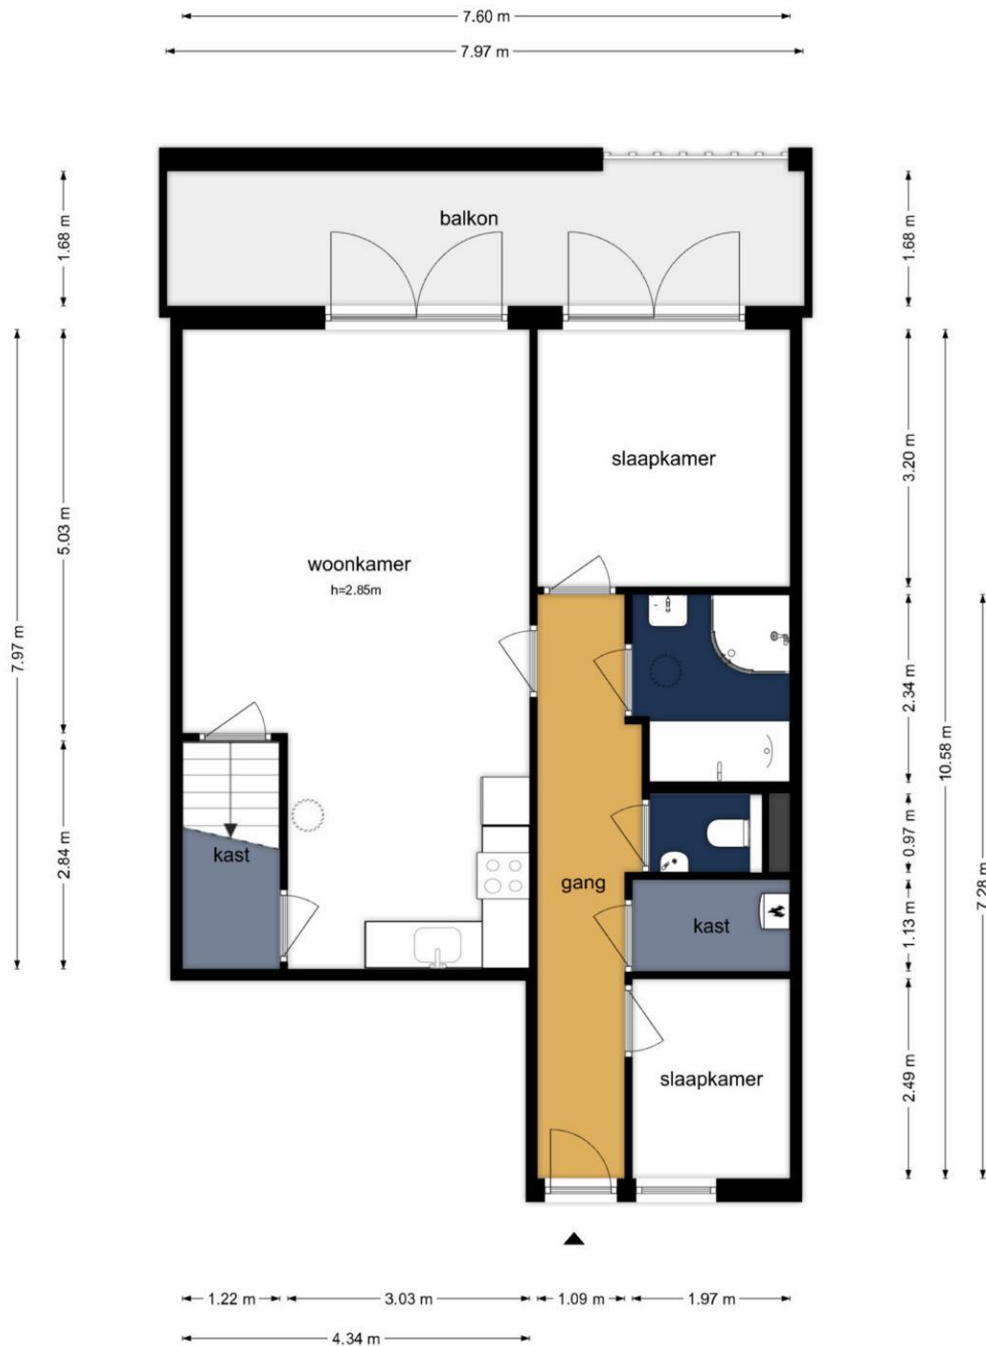 7.60 m
7.97 m
1.68 m
balkon
1.68 m
5.03 m
7.97 m
2.84 m
woonkamer
h=2.85m
slaapkamer
3.20 m
2.34 m
10.58 m
0.97 m
1.13 m
7.28 m
2.49 m
kast
gang
kast
slaapkamer
1.22 m
3.03 m
1.09 m
1.97 m
4.34 m